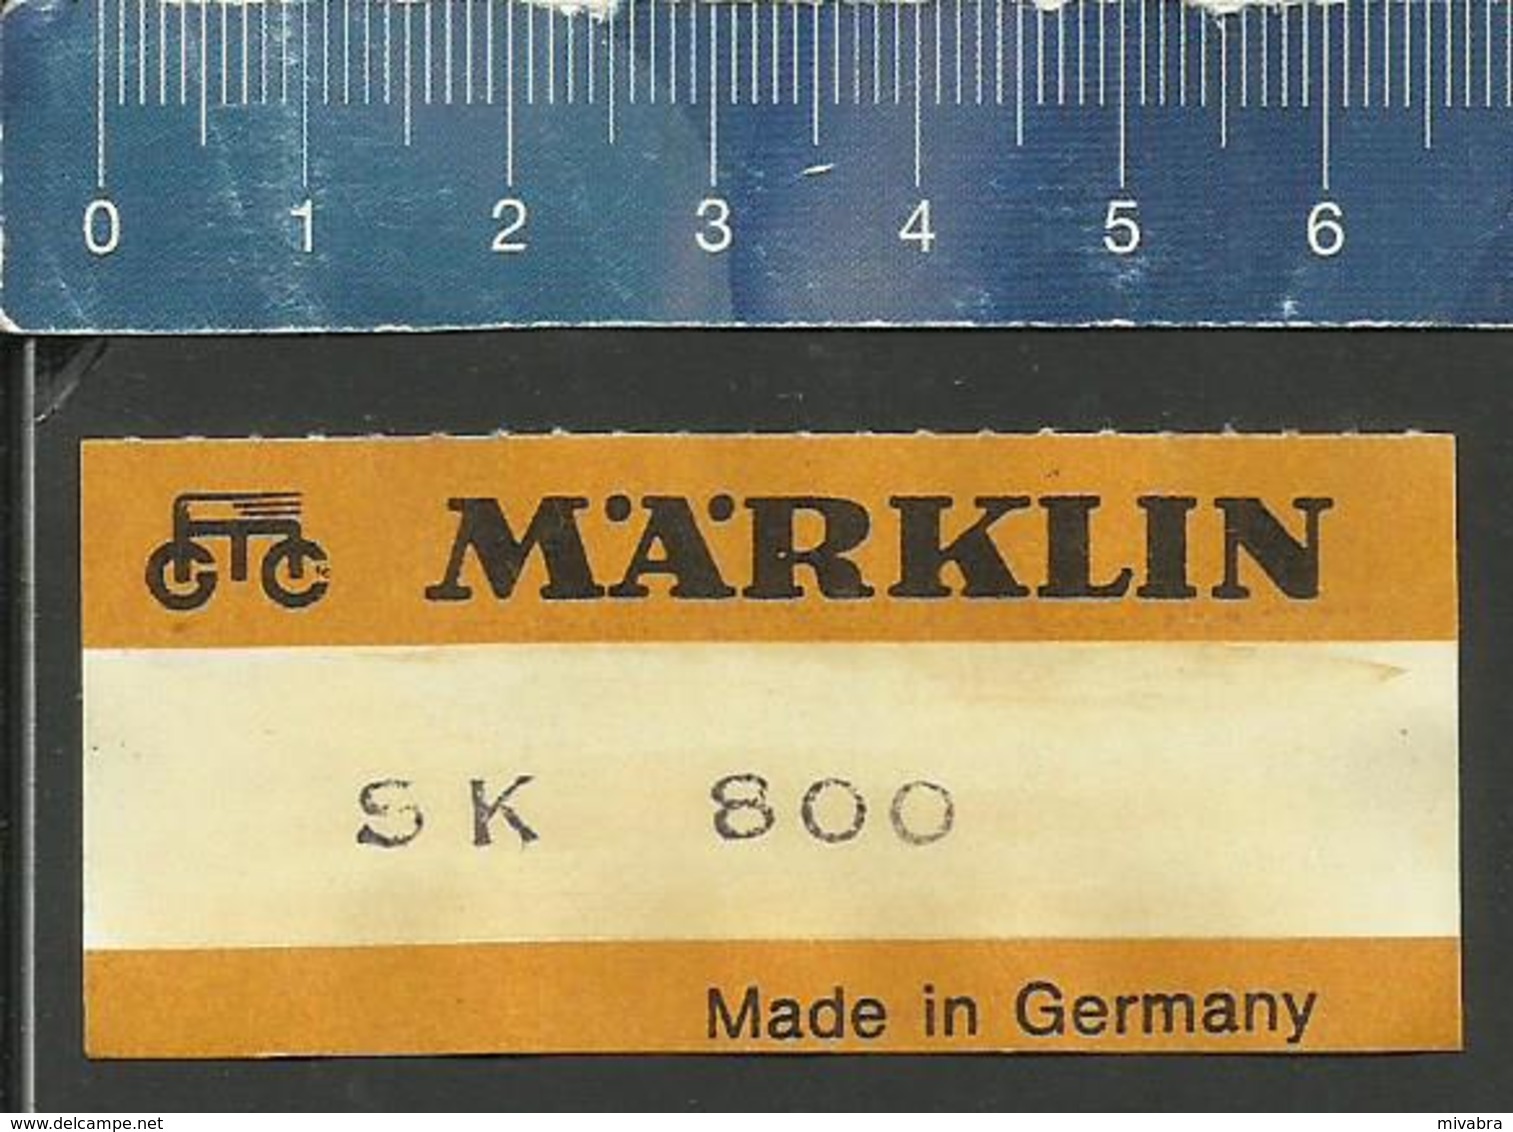 0 1 2 3 4 5 6
MÄRKLIN
SK 800
Made in Germany
www.delcampe.net
mivabra